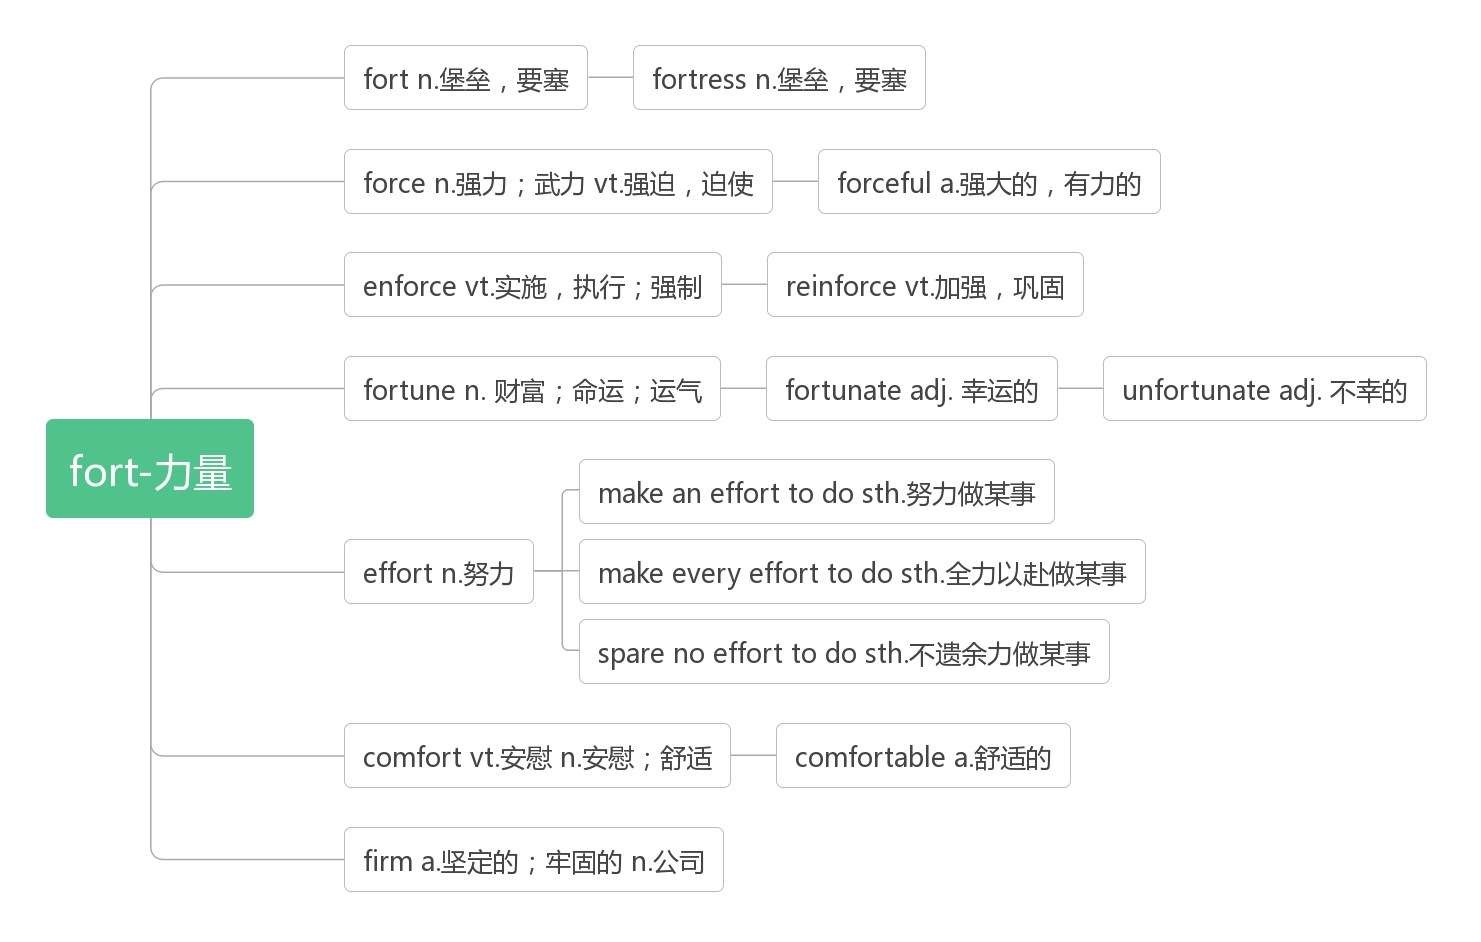 fort n.堡垒，要塞
fortress n.堡垒，要塞
force n.强力；武力 vt.强迫，迫使
forceful a.强大的，有力的
enforce vt.实施，执行；强制
reinforce vt.加强，巩固
fortune n. 财富；命运；运气
fortunate adj. 幸运的
unfortunate adj. 不幸的
fort-力量
make an effort to do sth.努力做某事
effort n.努力
make every effort to do sth.全力以赴做某事
spare no effort to do sth.不遗余力做某事
comfort vt.安慰 n.安慰；舒适
comfortable a.舒适的
firm a.坚定的；牢固的 n.公司